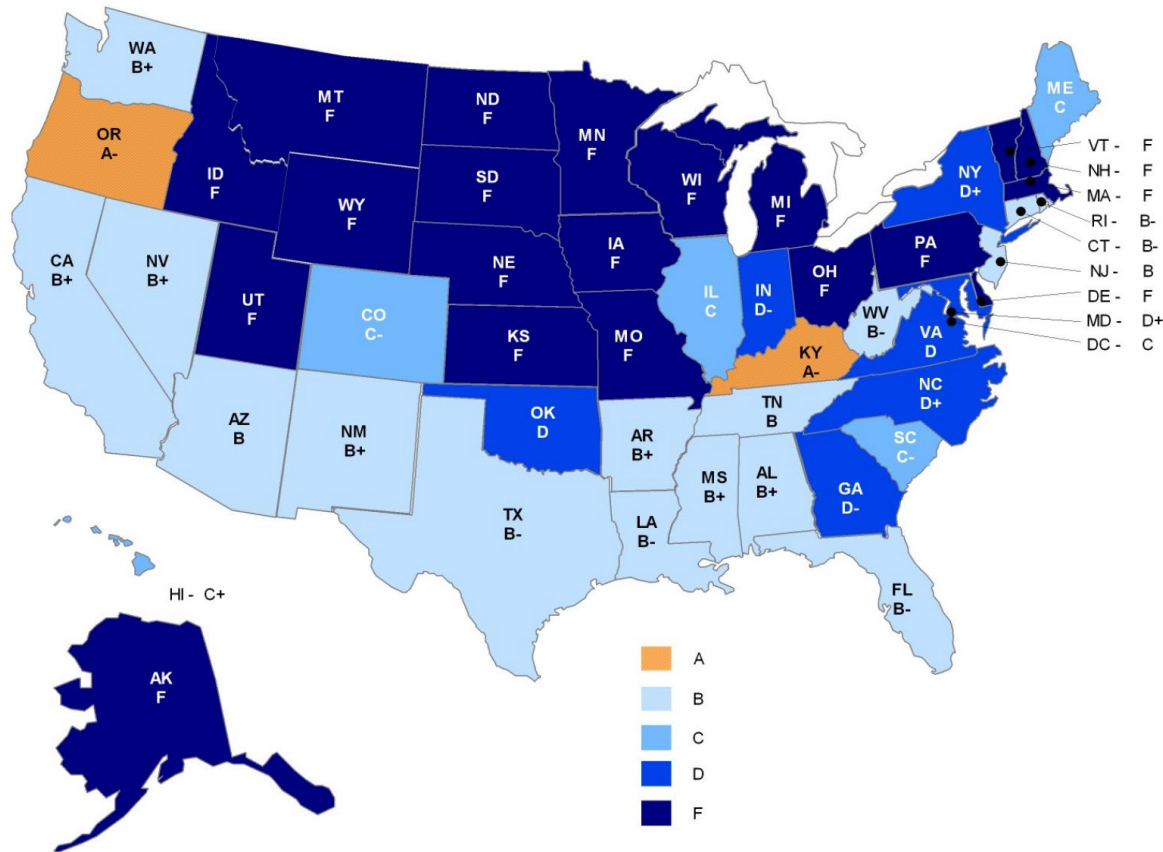 WA
B+
OR
A-
MT
F
ID
F
WY
F
ND
F
SD
F
MN
F
WI
F
MI
F
NY
D+
ME
C
VT - F
NH - F
MA - F
RI - B-
CT - B-
NJ - B
DE - F
MD - D+
DC - C
CA
B+
NV
B+
UT
F
CO
C-
NE
F
KS
F
IA
F
MO
F
IL
C
IN
D-
OH
F
PA
F
WV
B-
VA
D
KY
A-
NC
D+
TN
B
SC
C-
GA
D-
AZ
B
NM
B+
OK
D
AR
B+
TX
B-
LA
B-
MS
B+
AL
B+
FL
B-
HI - C+
AK
F
A
B
C
D
F